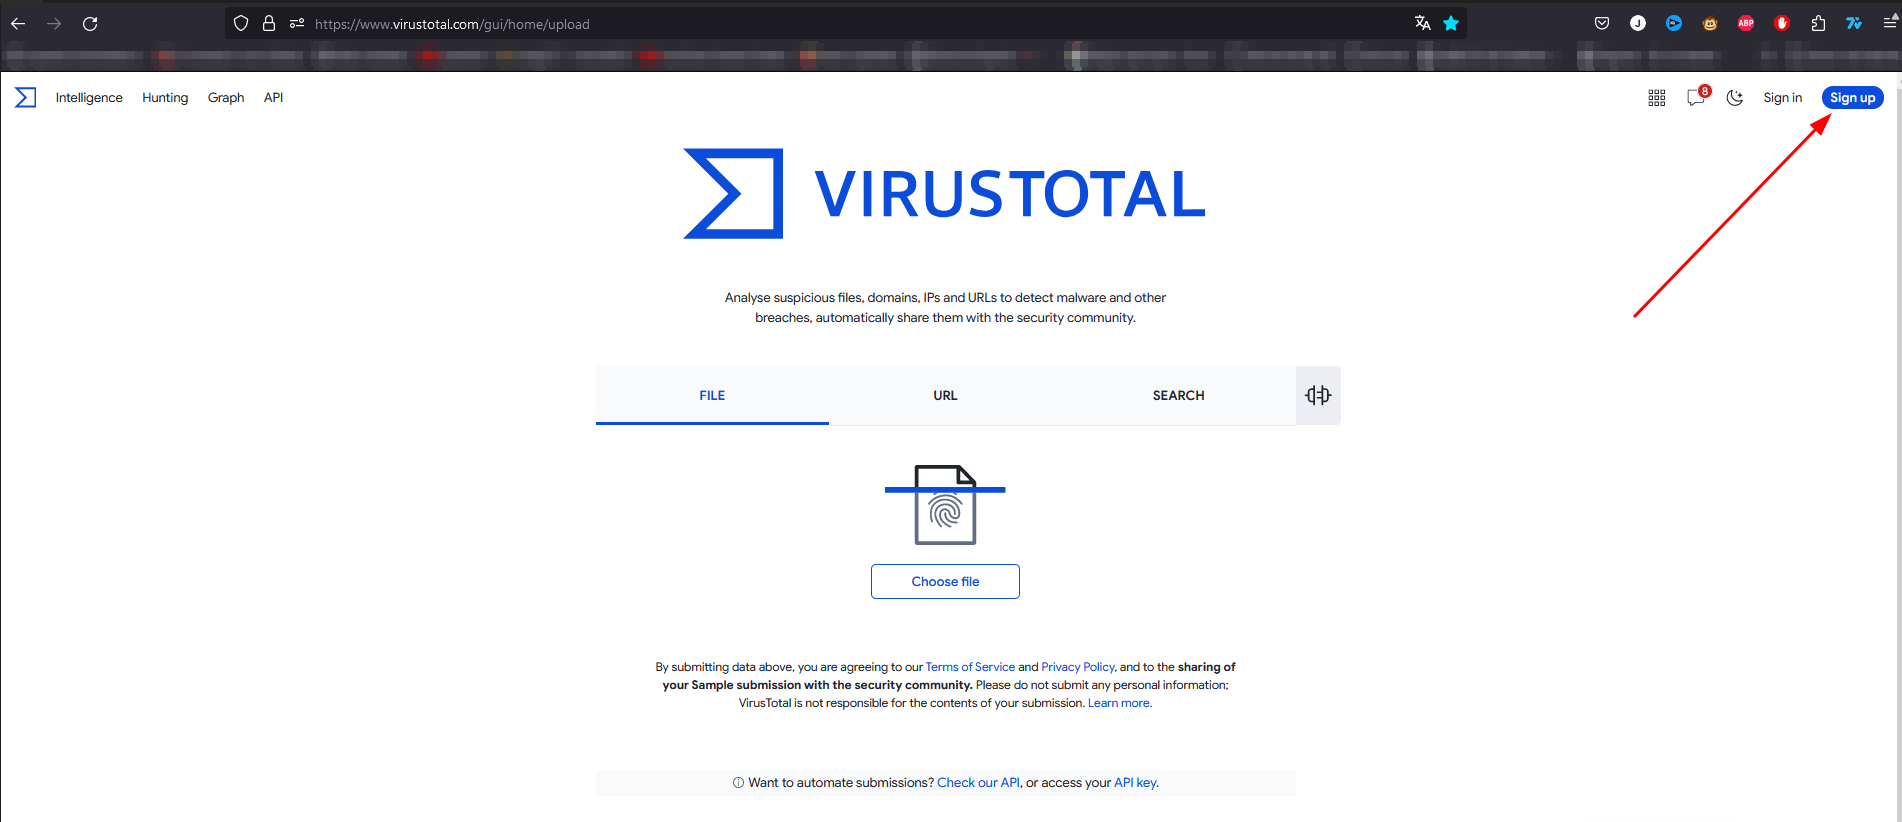 https://www.virustotal.com/gui/home/upload
J
ABP
7v
Intelligence Hunting Graph API
8
Sign in Sign up
VIRUSTOTAL
Analyse suspicious files, domains, IPs and URLs to detect malware and other
breaches, automatically share them with the security community.
FILE URL SEARCH
Choose file
By submitting data above, you are agreeing to our Terms of Service and Privacy Policy, and to the sharing of
your Sample submission with the security community. Please do not submit any personal information;
VirusTotal is not responsible for the contents of your submission. Learn more.
Want to automate submissions? Check our API, or access your API key.